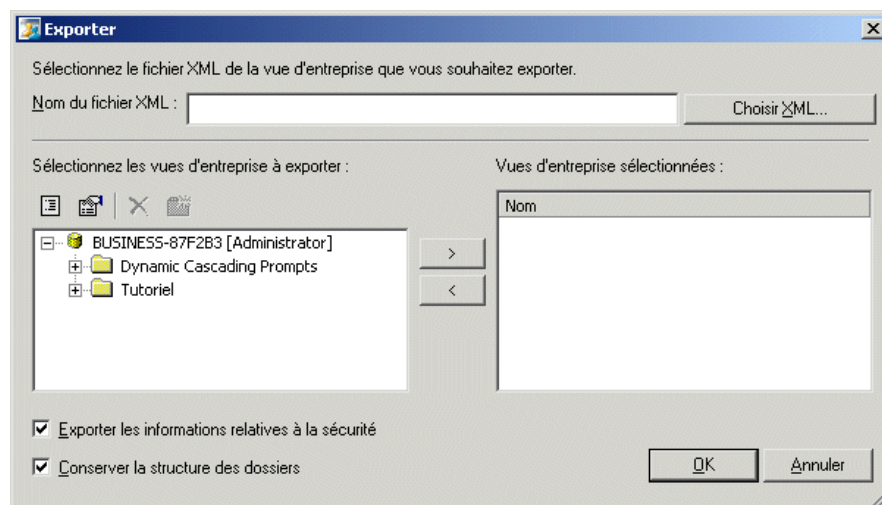 Exporter
Sélectionnez le fichier XML de la vue d'entreprise que vous souhaitez exporter.
Nom du fichier XML :
Choisir XML...
Sélectionnez les vues d'entreprise à exporter :
Vues d'entreprise sélectionnées :
Nom
BUSINESS-87F2B3 [Administrator]
Dynamic Cascading Prompts
Tutoriel
>
<
Exporter les informations relatives à la sécurité
Conserver la structure des dossiers
OK
Annuler